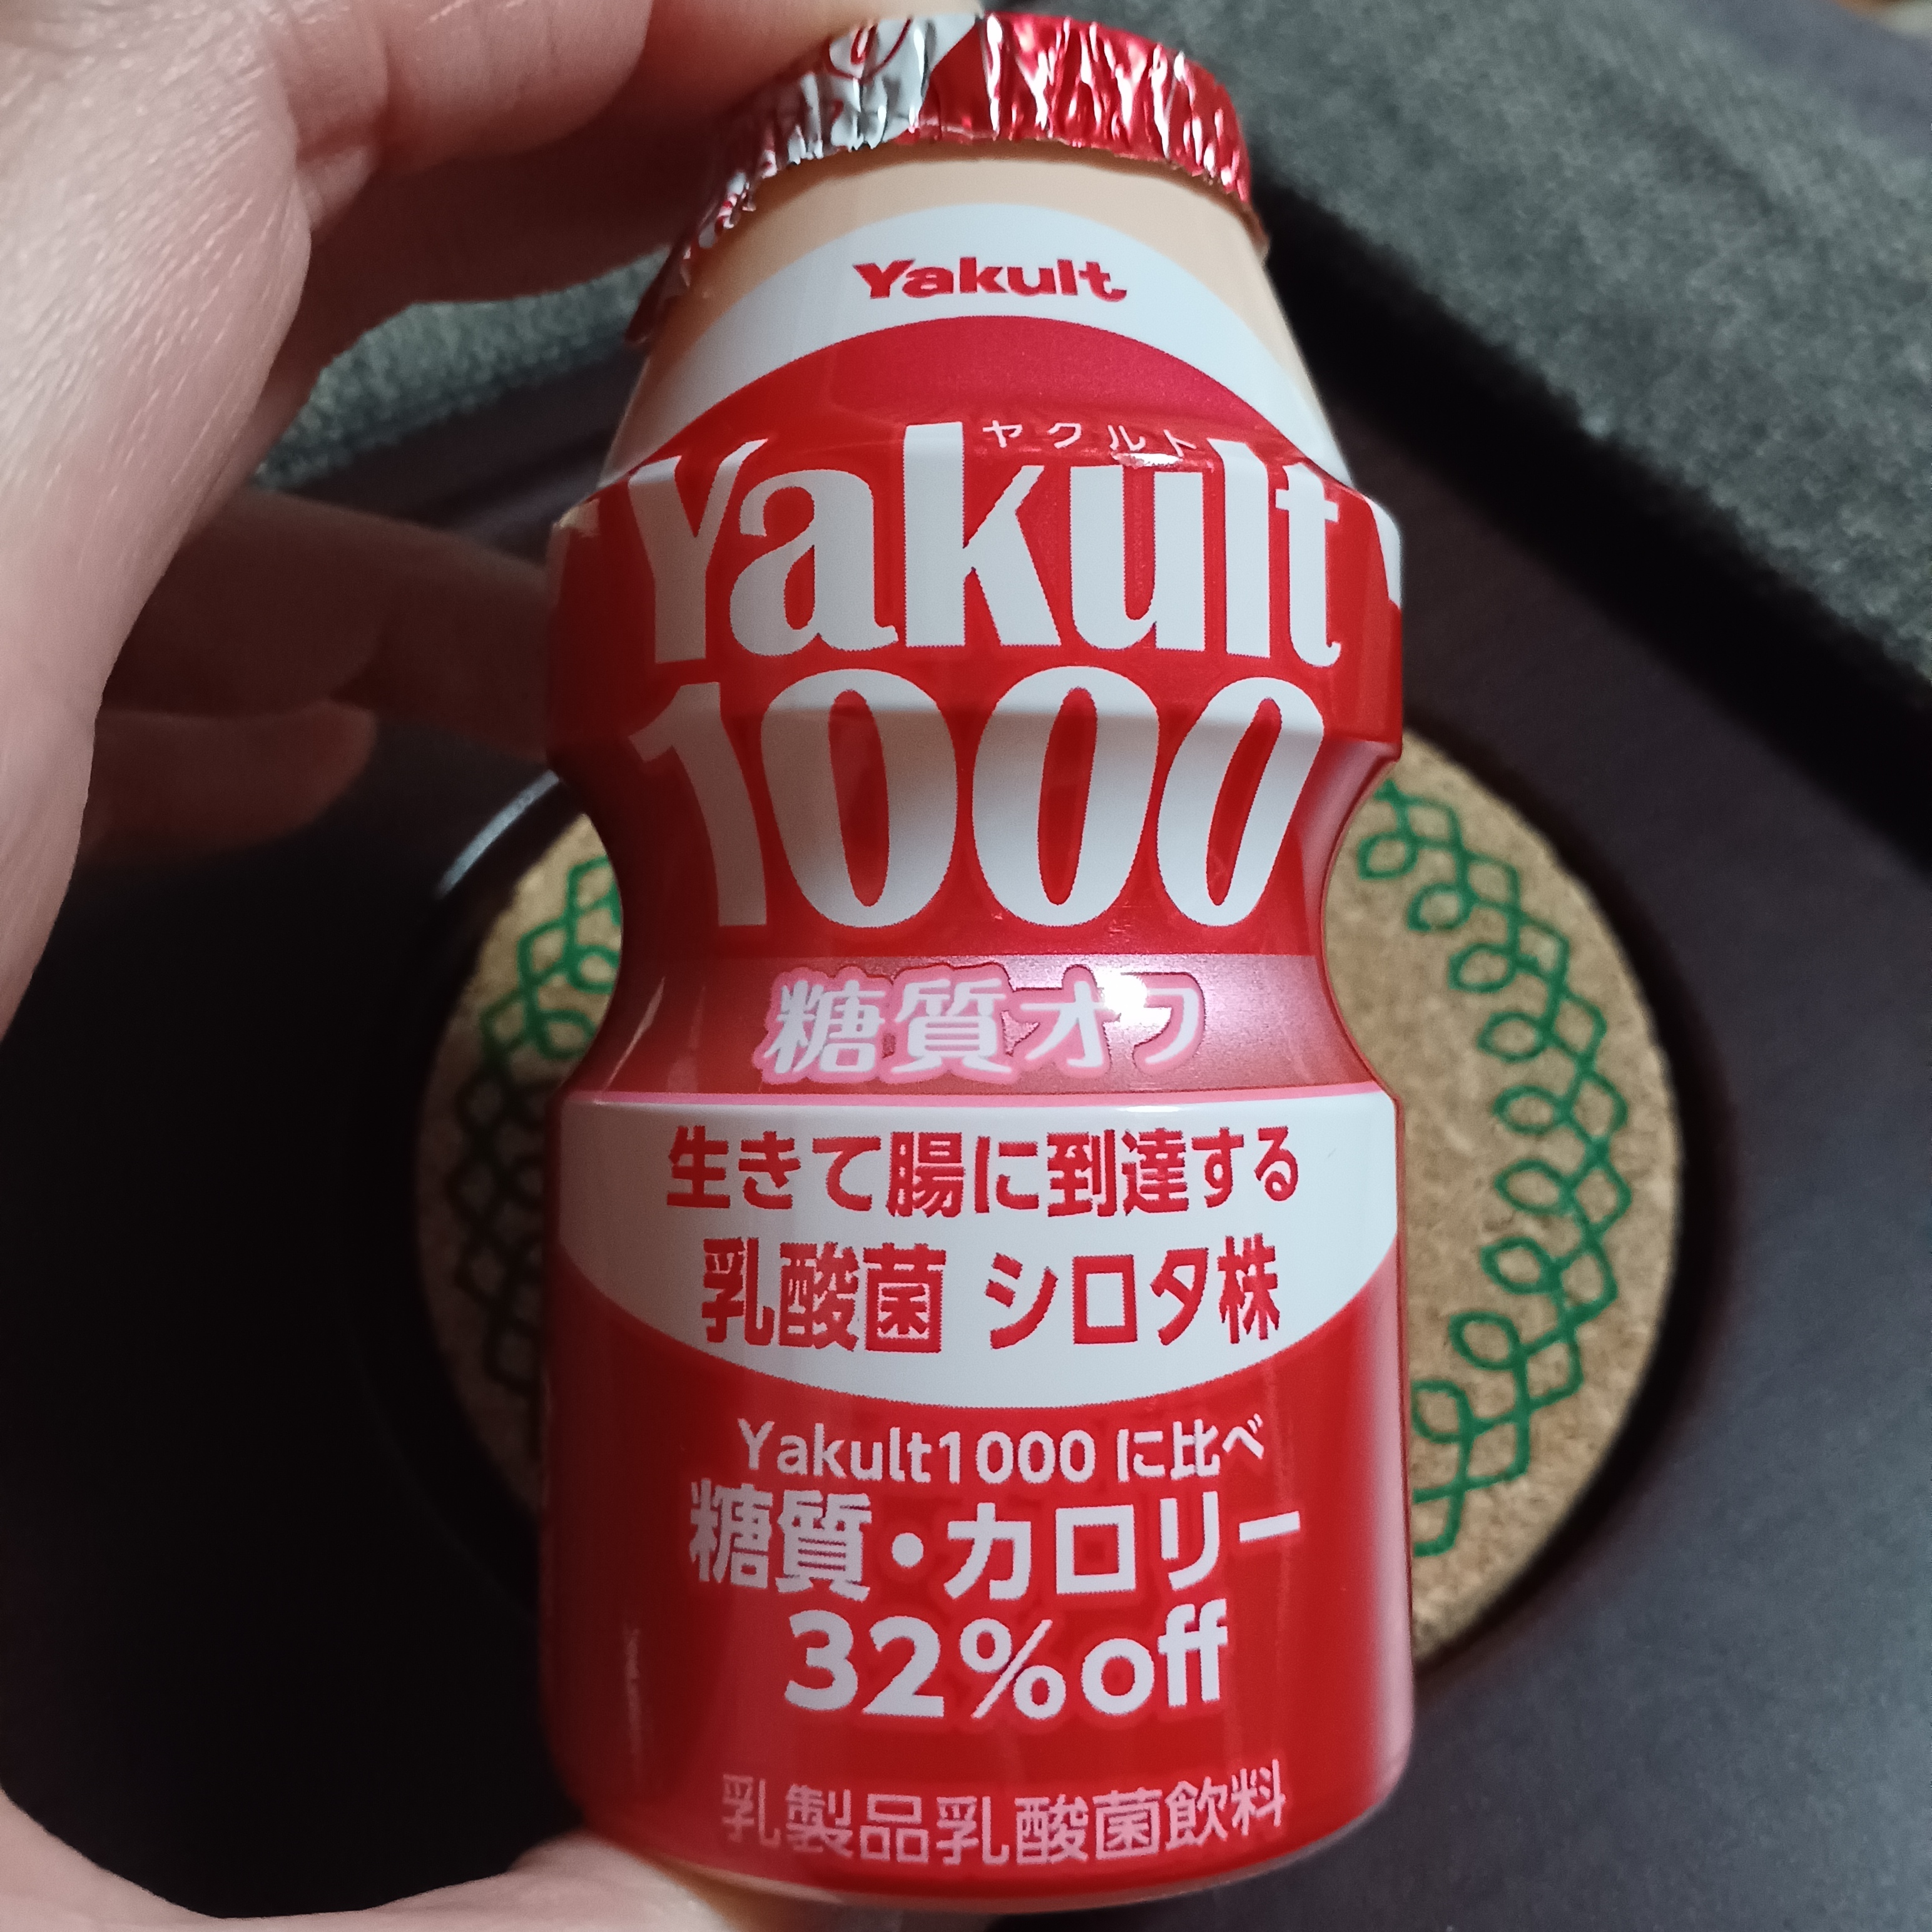 Yakult
ヤクルト
Yakult
1000
糖質オフ
生きて腸に到達する
乳酸菌 シロタ株
Yakult1000 に比べ
糖質・カロリー
32%off
乳製品乳酸菌飲料